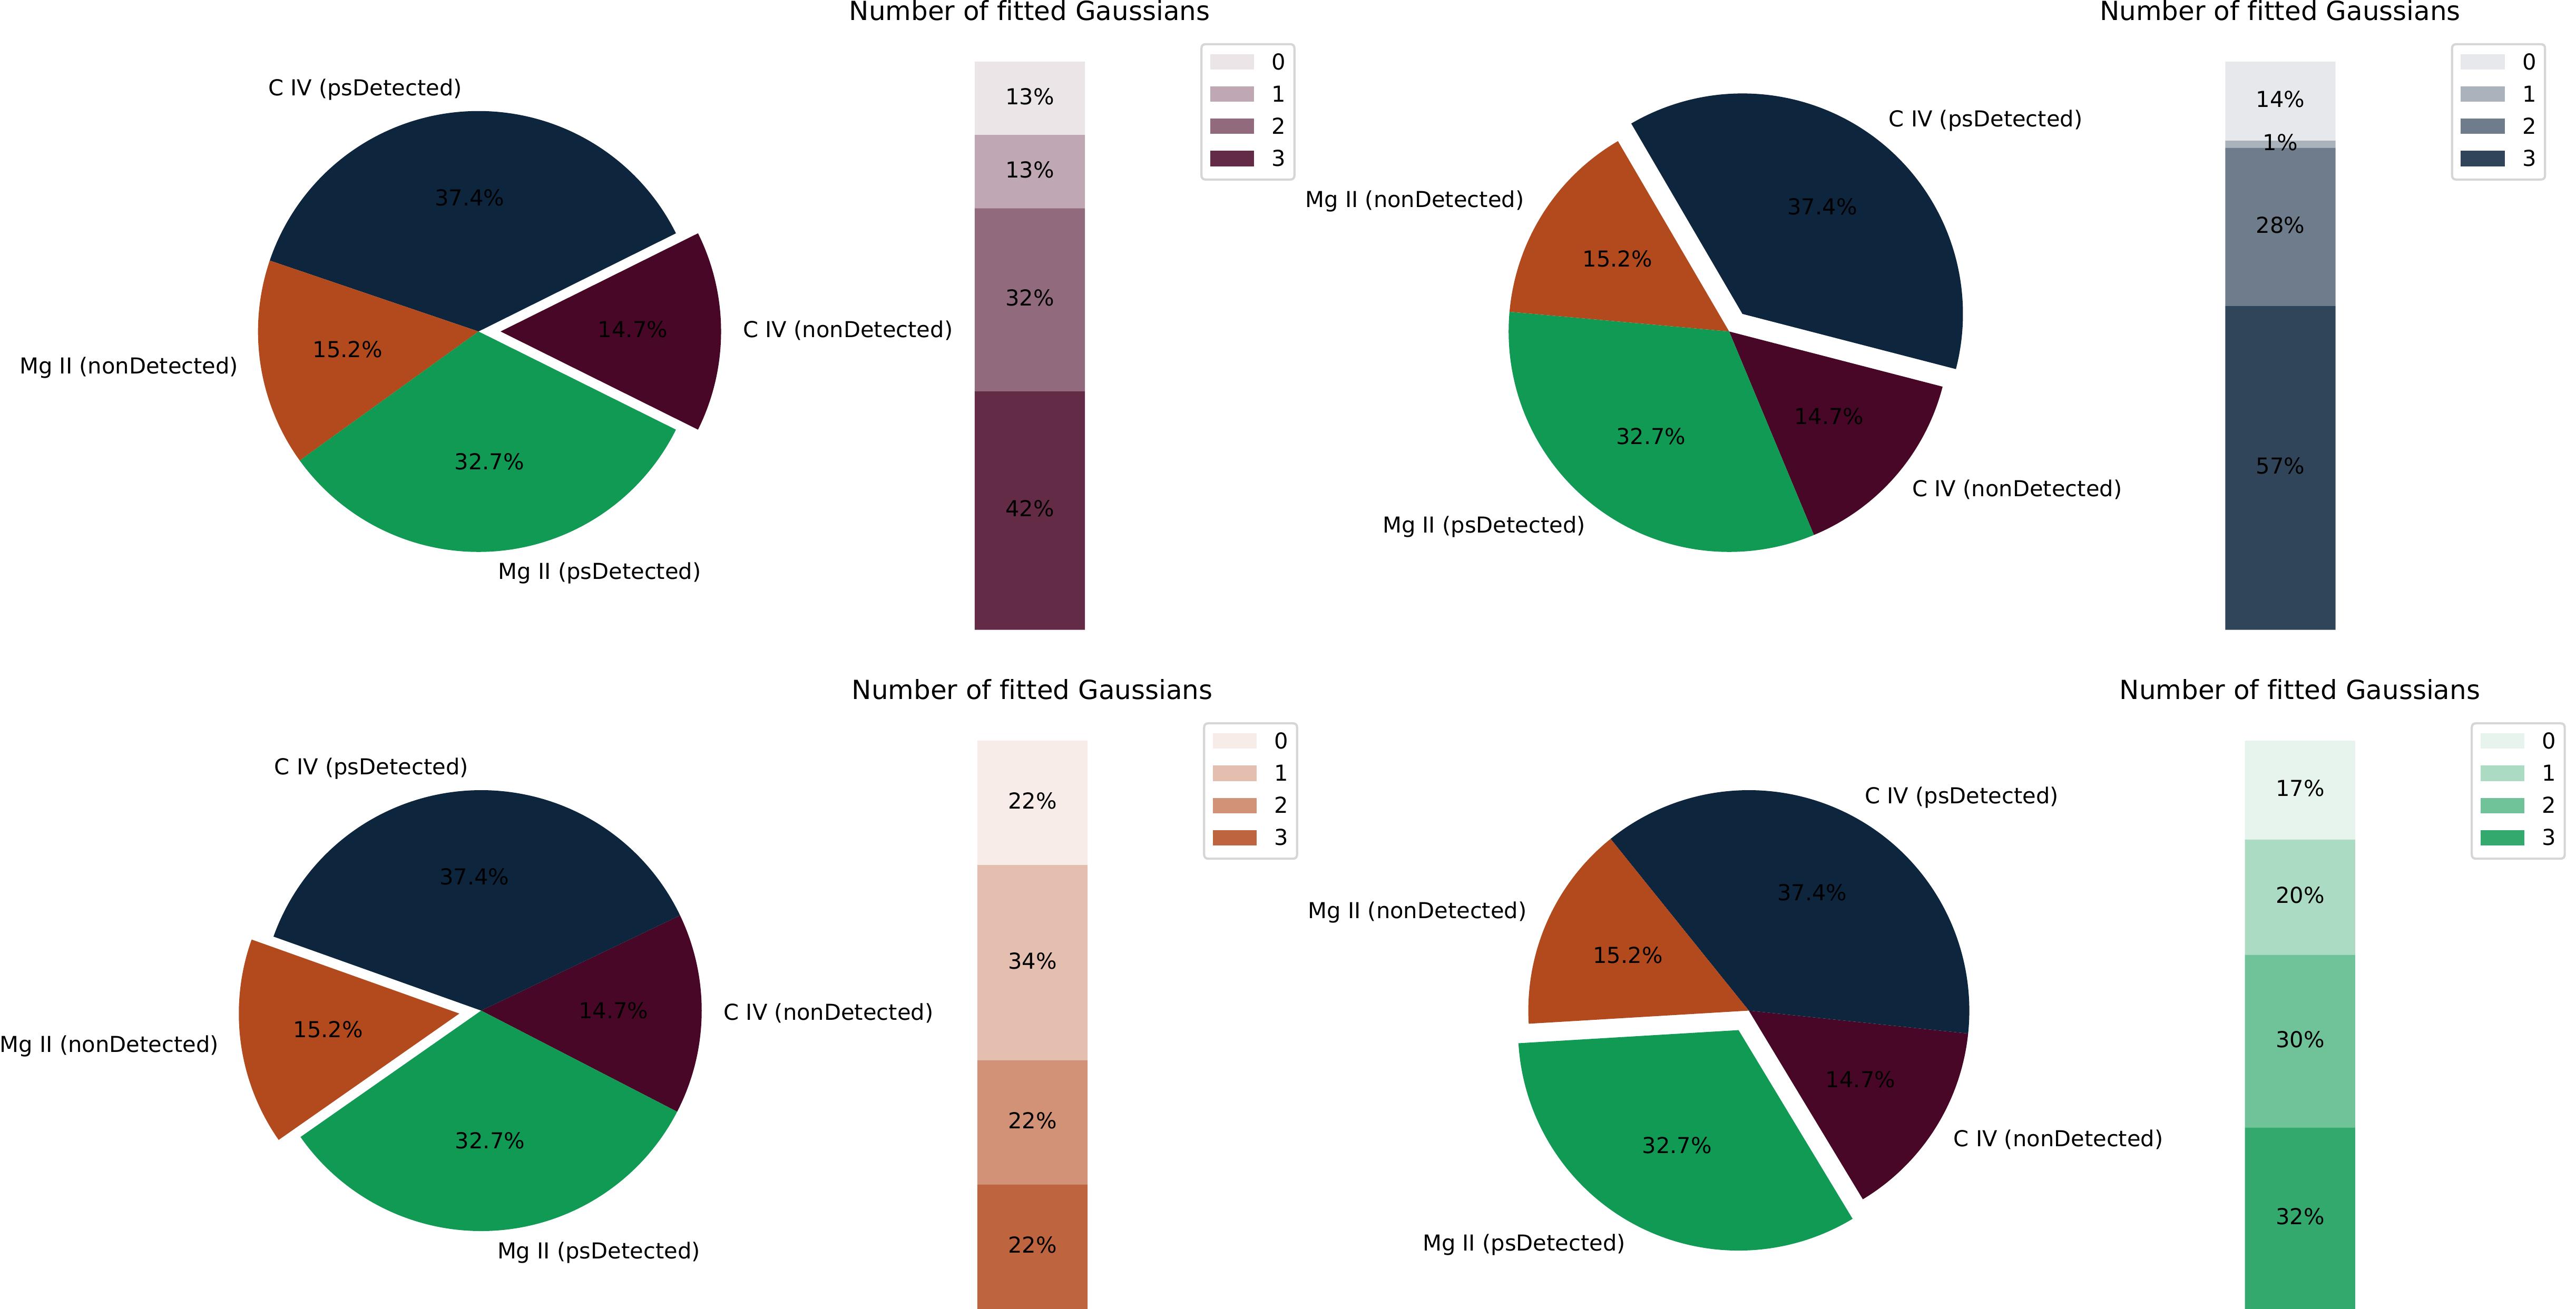 Number of fitted Gaussians
C IV (psDetected)
37.4%
14.7%
C IV (nonDetected)
15.2%
Mg II (nonDetected)
32.7%
Mg II (psDetected)
13%
13%
32%
42%
0
1
2
3
Number of fitted Gaussians
C IV (psDetected)
37.4%
Mg II (nonDetected)
15.2%
14.7%
32.7%
C IV (nonDetected)
Mg II (psDetected)
14%
1%
28%
57%
0
1
2
3
Number of fitted Gaussians
C IV (psDetected)
37.4%
14.7%
C IV (nonDetected)
15.2%
Mg II (nonDetected)
32.7%
Mg II (psDetected)
22%
34%
22%
22%
0
1
2
3
Number of fitted Gaussians
C IV (psDetected)
37.4%
Mg II (nonDetected)
15.2%
14.7%
C IV (nonDetected)
32.7%
Mg II (psDetected)
17%
20%
30%
32%
0
1
2
3